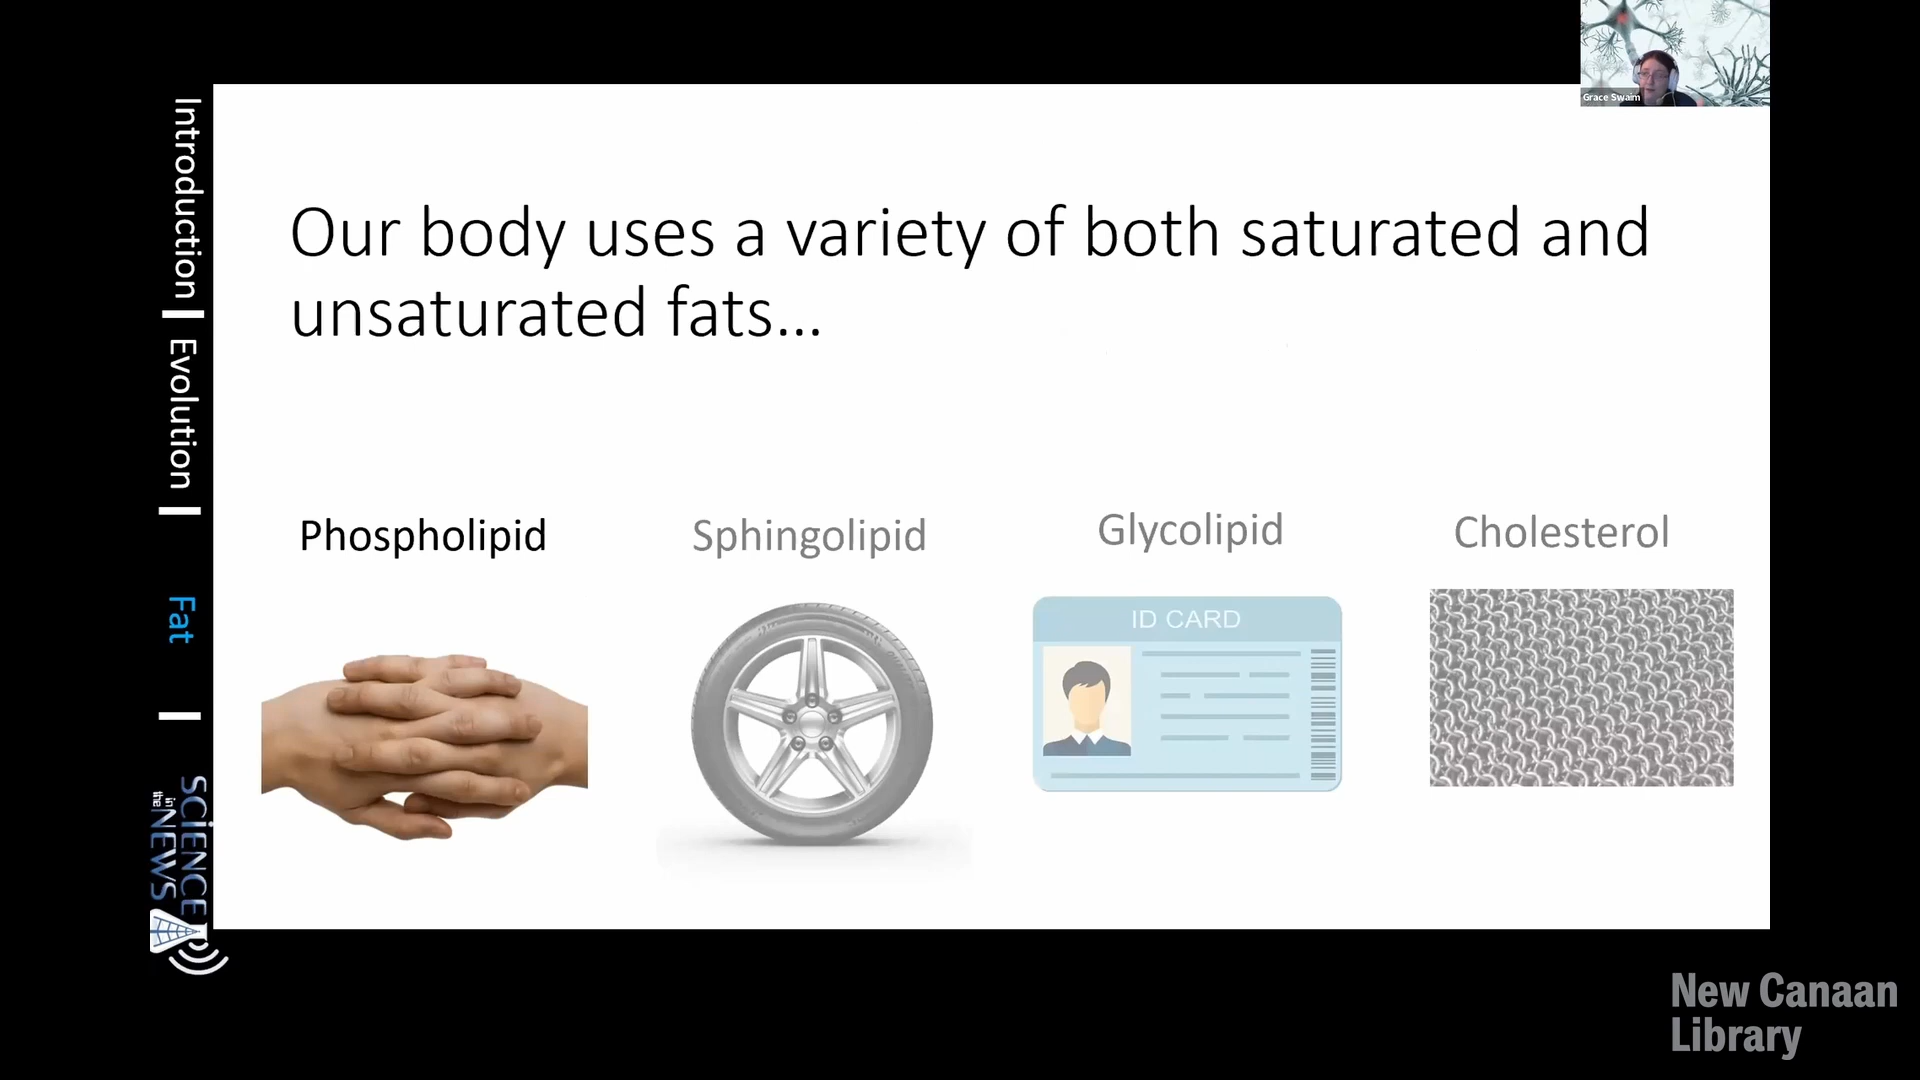 Grace Swaim
Introduction
Evolution
Fat
SCIENCE
in
the
NEWS
Our body uses a variety of both saturated and
unsaturated fats...
Phospholipid
Sphingolipid
Glycolipid
Cholesterol
ID CARD
New Canaan
Library